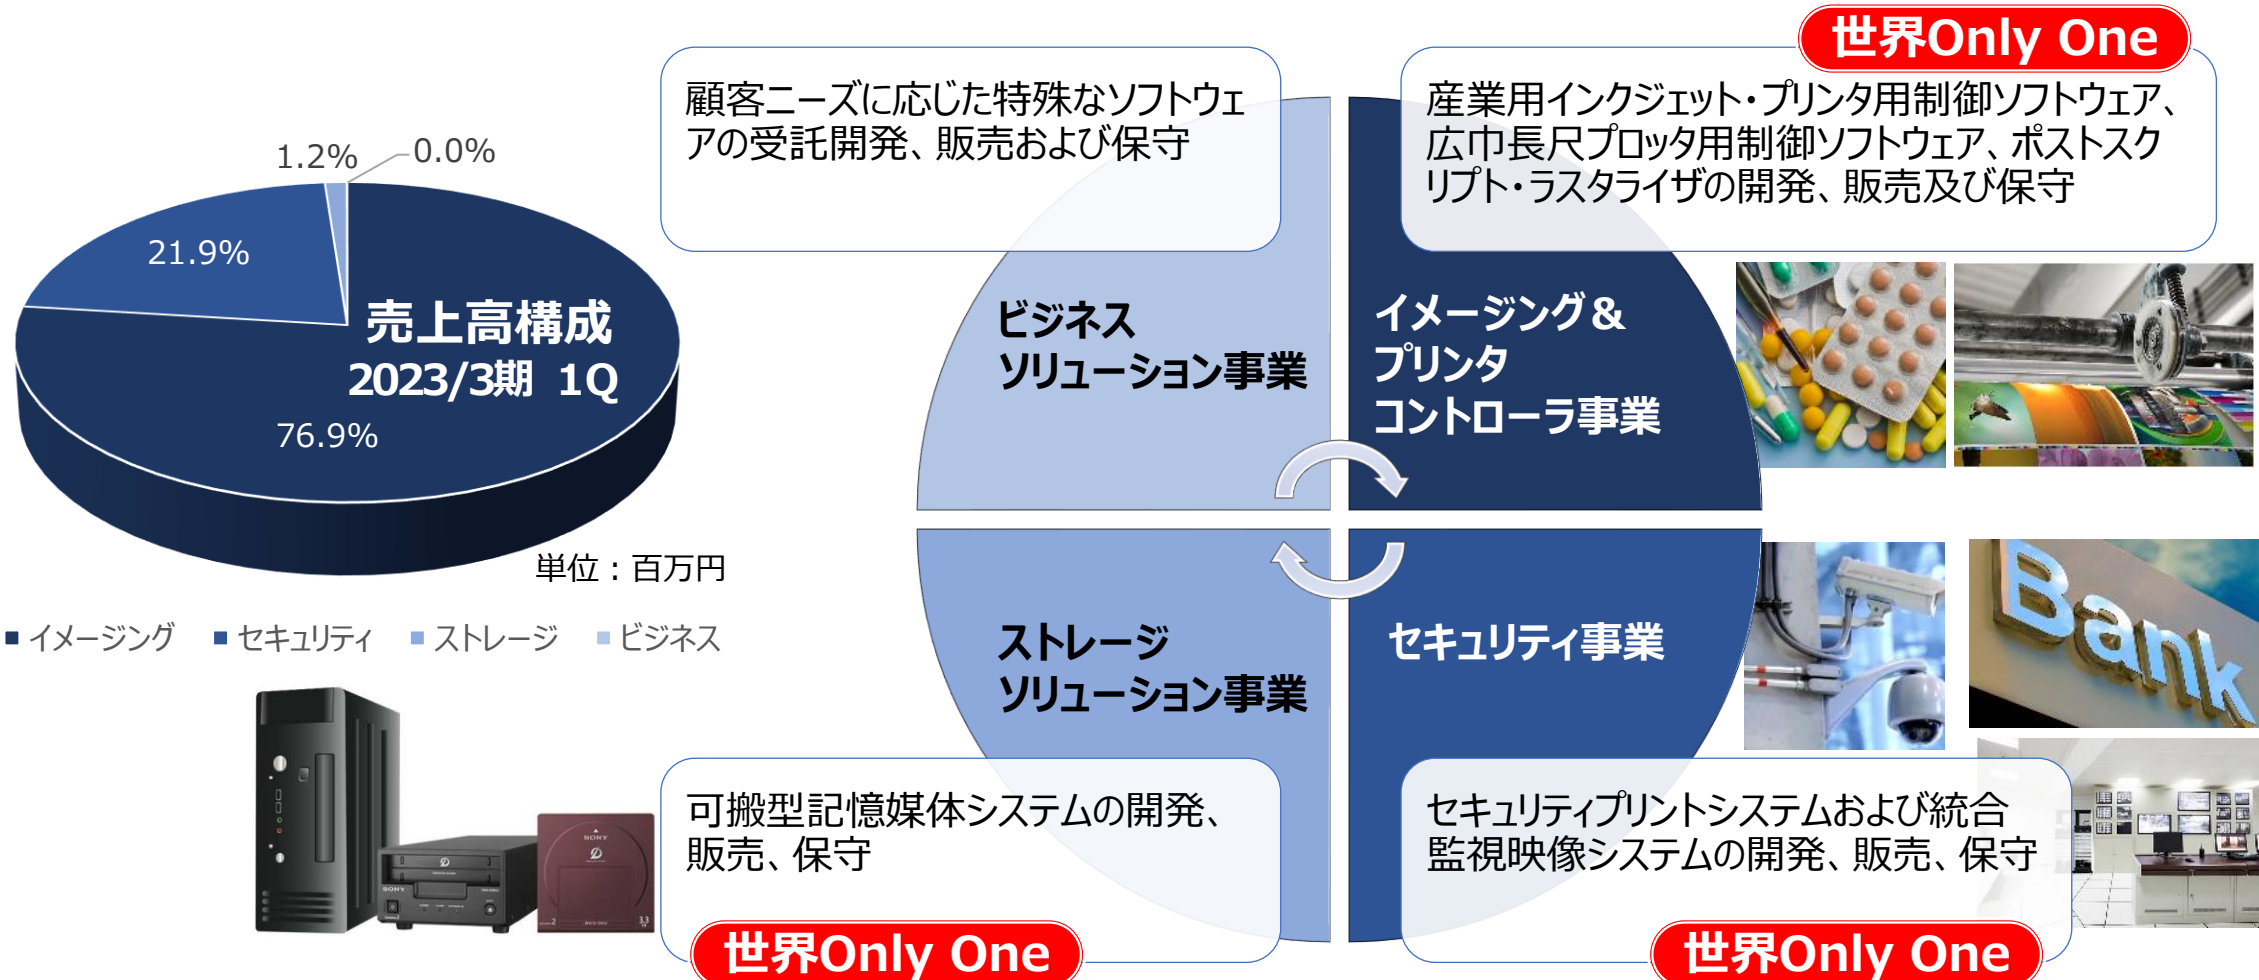 世界Only One
顧客ニーズに応じた特殊なソフトウェ
アの受託開発、販売および保守
産業用インクジェット・プリンタ用制御ソフトウェア、
広巾長尺プロッタ用制御ソフトウェア、ポストスク
リプト・ラスタライザの開発、販売及び保守
1.2%
0.0%
21.9%
売上高構成
2023/3期 1Q
76.9%
単位：百万円
イメージング
セキュリティ
ストレージ
ビジネス
ビジネス
ソリューション事業
イメージング＆
プリンタ
コントローラ事業
ストレージ
ソリューション事業
セキュリティ事業
Bank
SONY
SONY
可搬型記憶媒体システムの開発、
販売、保守
世界Only One
セキュリティプリントシステムおよび統合
監視映像システムの開発、販売、保守
世界Only One